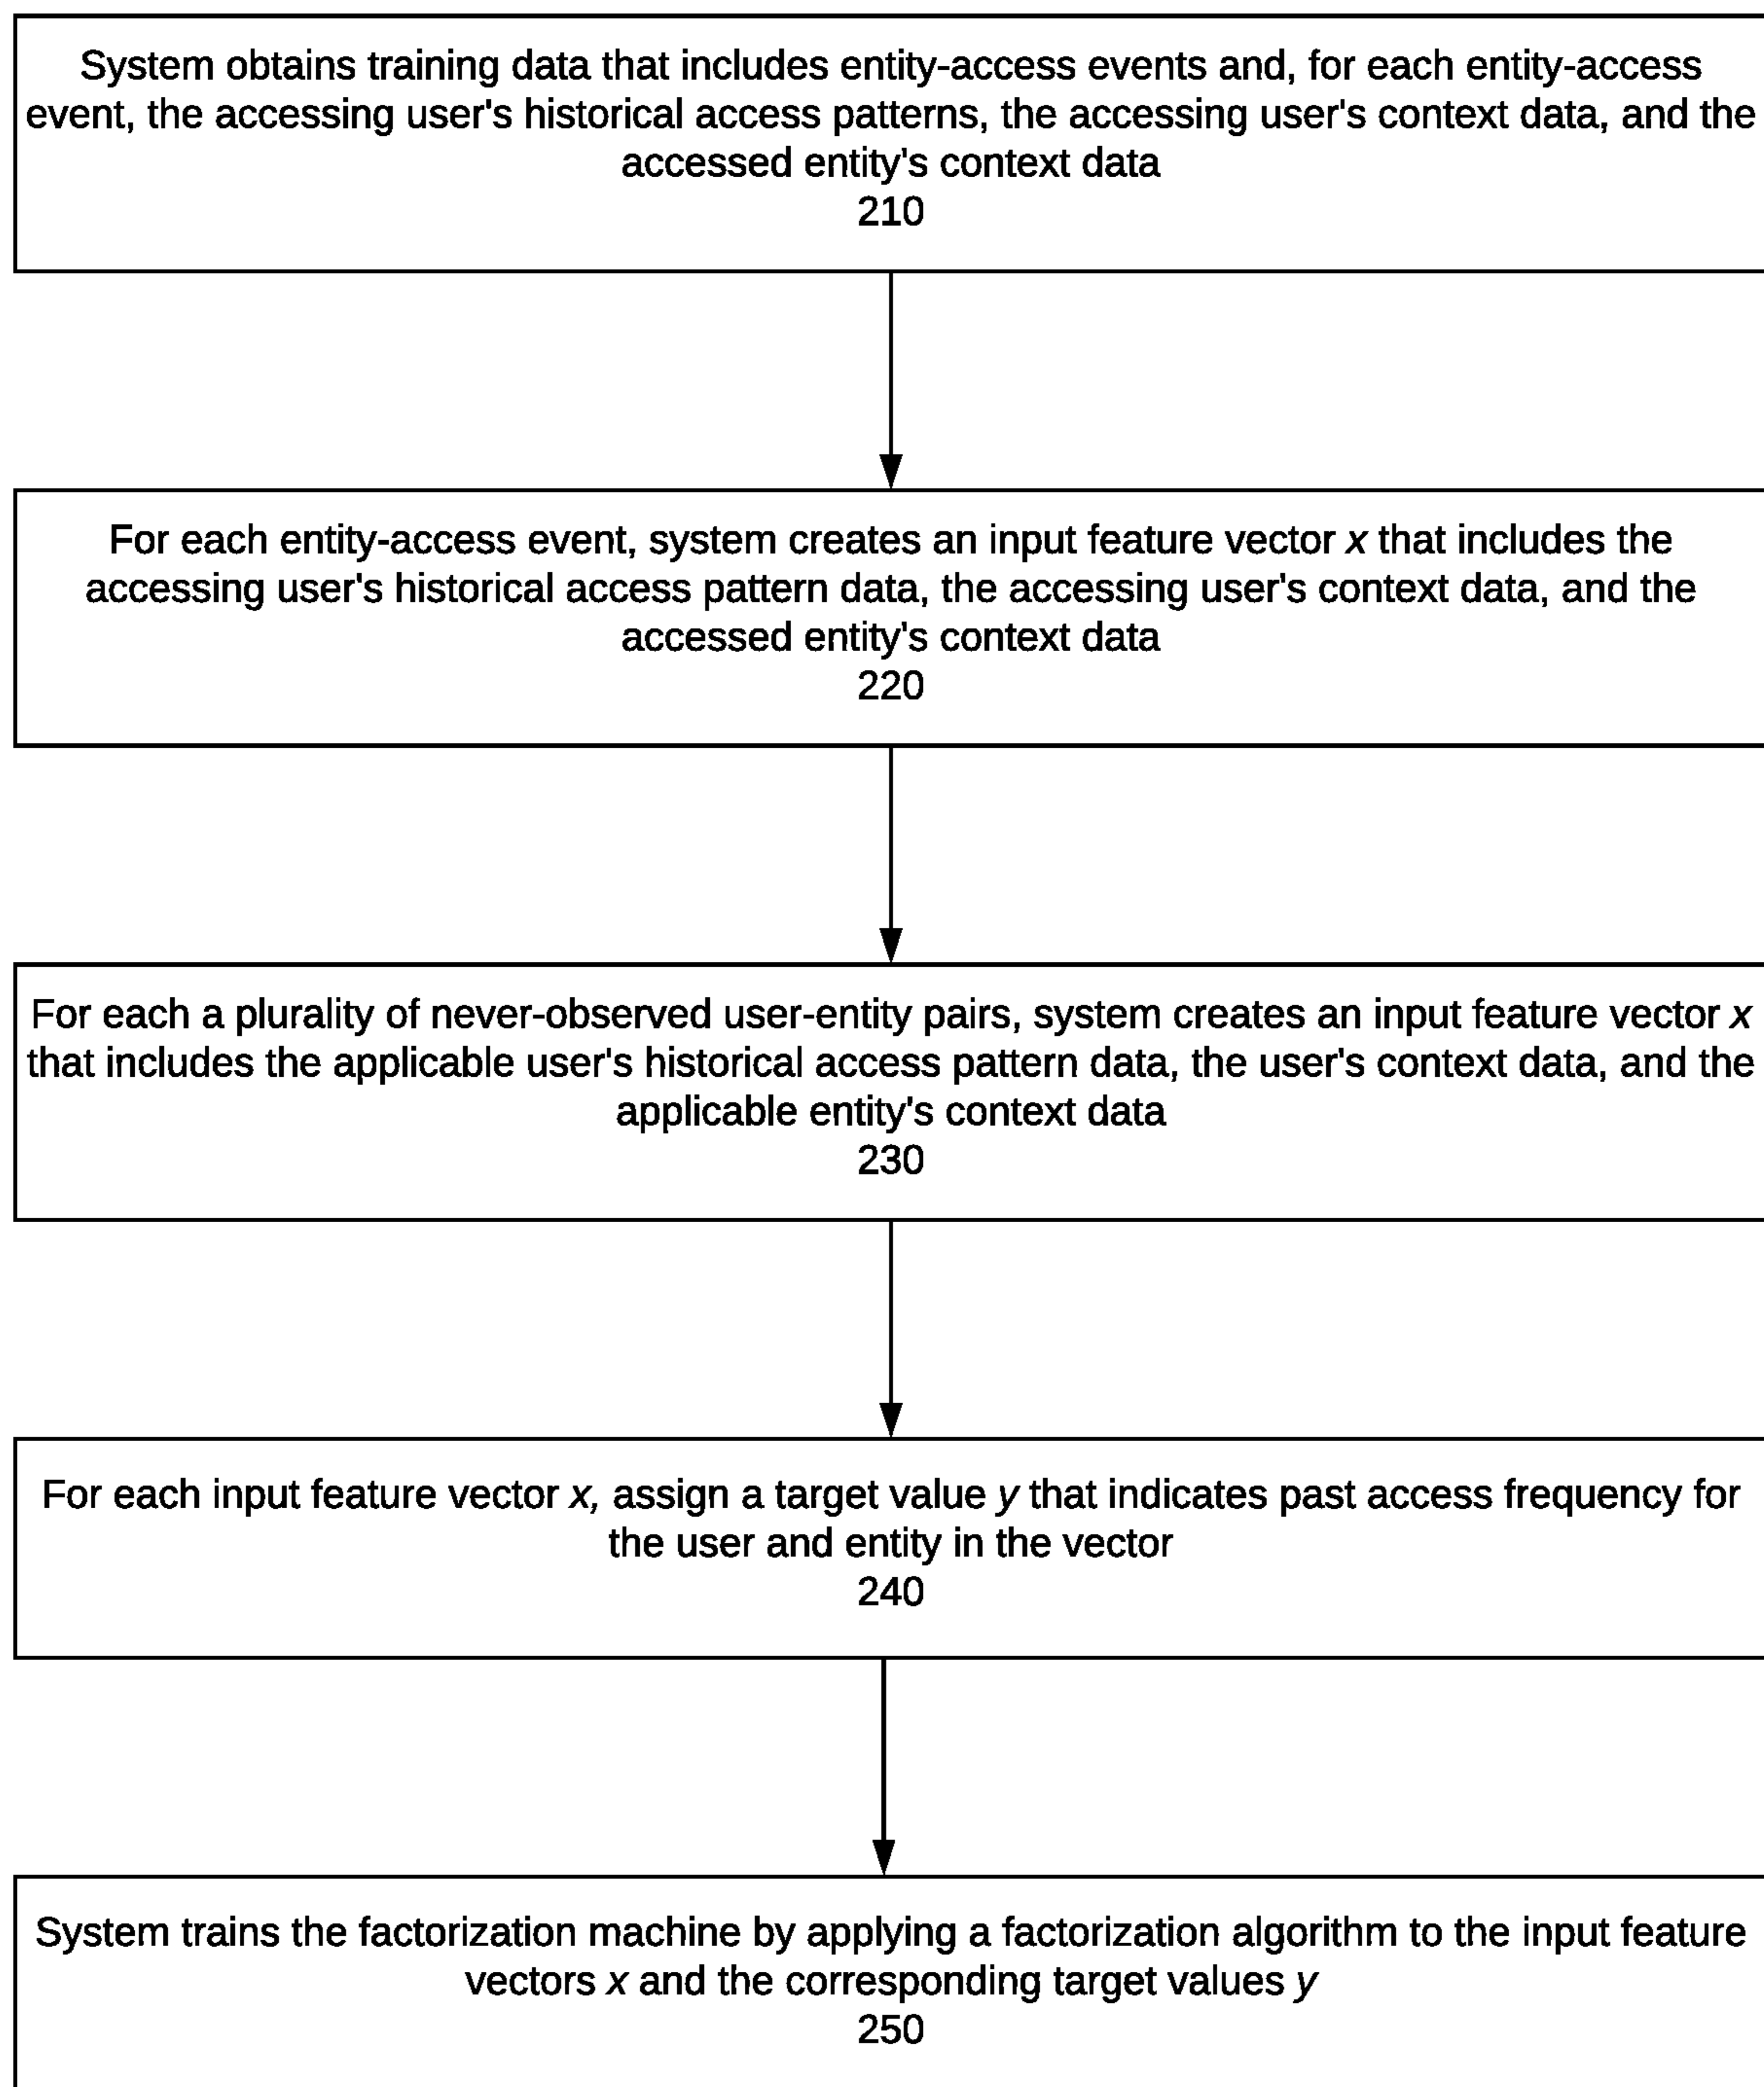 System obtains training data that includes entity-access events and, for each entity-access
event, the accessing user's historical access patterns, the accessing user's context data, and the
accessed entity's context data
210
For each entity-access event, system creates an input feature vector x that includes the
accessing user's historical access pattern data, the accessing user's context data, and the
accessed entity's context data
220
For each a plurality of never-observed user-entity pairs, system creates an input feature vector x
that includes the applicable user's historical access pattern data, the user's context data, and the
applicable entity's context data
230
For each input feature vector x, assign a target value y that indicates past access frequency for
the user and entity in the vector
240
System trains the factorization machine by applying a factorization algorithm to the input feature
vectors x and the corresponding target values y
250